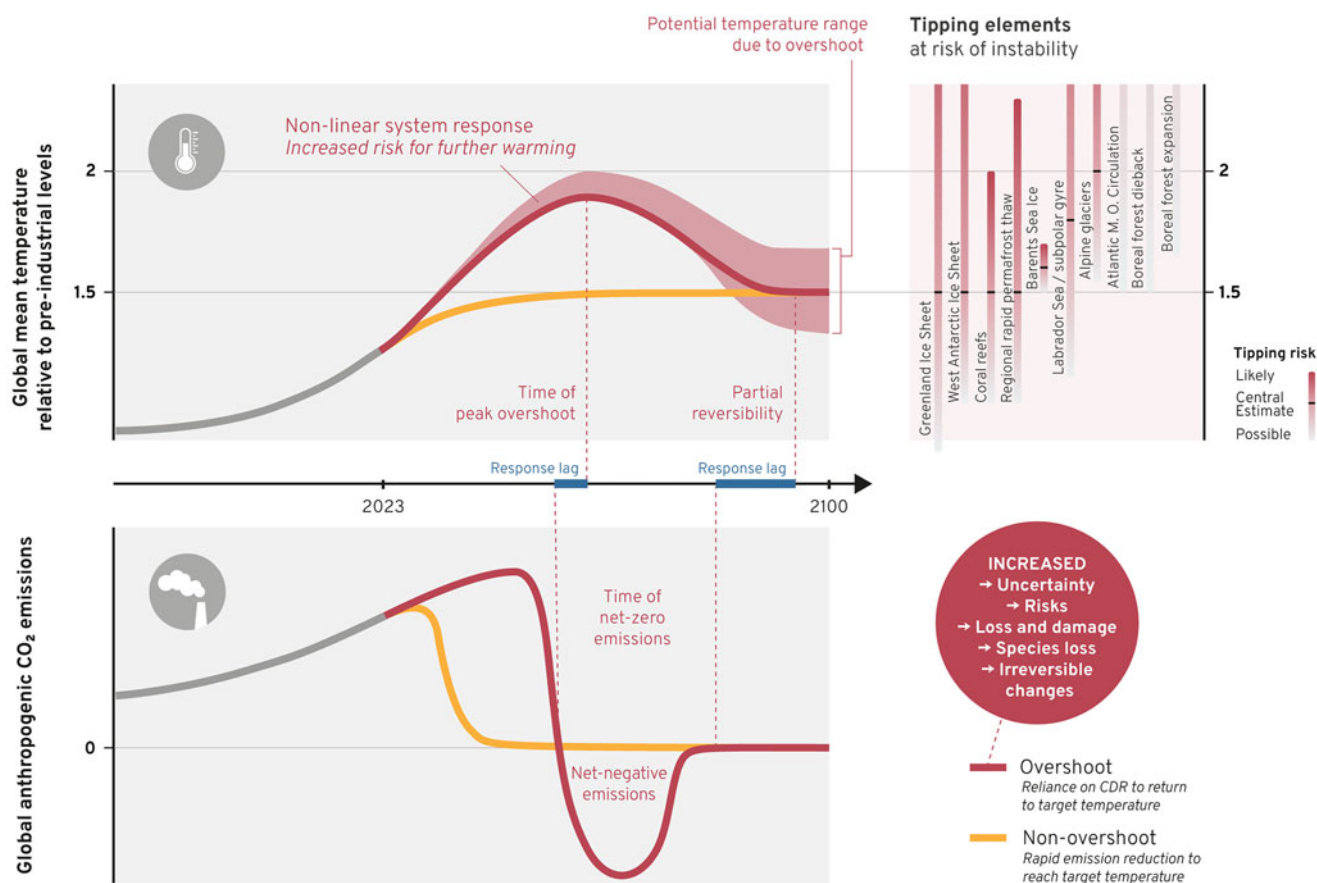 Potential temperature range
due to overshoot
Tipping elements
at risk of instability
Global mean temperature
relative to pre-industrial levels
2
1.5
Non-linear system response
Increased risk for further warming
Time of
peak overshoot
Partial
reversibility
Greenland Ice Sheet
West Antarctic Ice Sheet
Coral reefs
Regional rapid permafrost thaw
Barents Sea Ice
Labrador Sea / subpolar gyre
Alpine glaciers
Atlantic M. O. Circulation
Boreal forest dieback
Boreal forest expansion
2
1.5
Tipping risk
Likely
Central
Estimate
Possible
Response lag
Response lag
2023
2100
Global anthropogenic CO₂ emissions
0
Time of
net-zero
emissions
Net-negative
emissions
INCREASED
→ Uncertainty
→ Risks
→ Loss and damage
→ Species loss
→ Irreversible
changes
Overshoot
Reliance on CDR to return
to target temperature
Non-overshoot
Rapid emission reduction to
reach target temperature